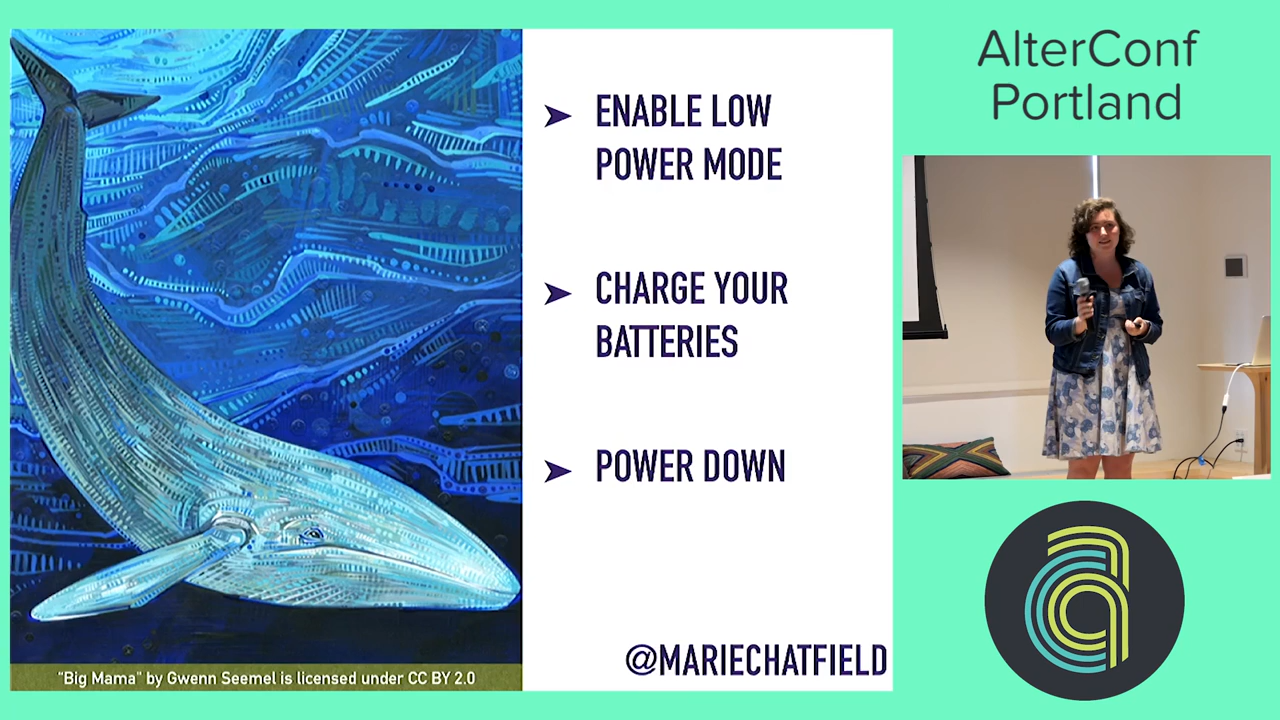 ENABLE LOW
POWER MODE
CHARGE YOUR
BATTERIES
POWER DOWN
@MARIECHATFIELD
"Big Mama" by Gwenn Seemel is licensed under CC BY 2.0
AlterConf
Portland